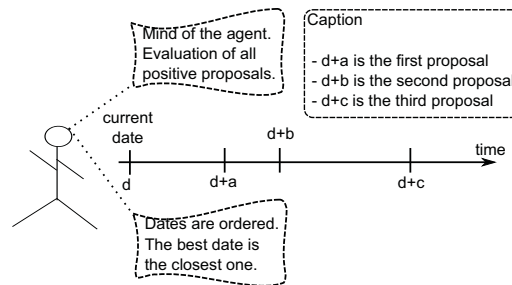 Mind of the agent.
Evaluation of all
positive proposals.
Caption
- d+a is the first proposal
- d+b is the second proposal
- d+c is the third proposal
current
date
d+b
time
d
d+a
d+c
Dates are ordered.
The best date is
the closest one.